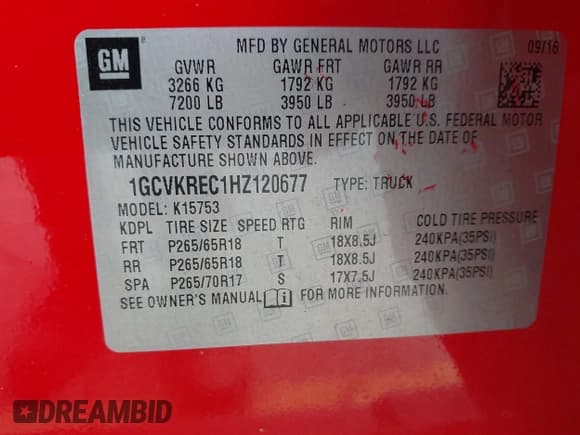 GM ®
MFD BY GENERAL MOTORS LLC 09/16
GVWR GAWR FRT GAWR RR
3266 KG 1792 KG 1792 KG
7200 LB 3950 LB 3950 LB
THIS VEHICLE CONFORMS TO ALL APPLICABLE U.S. FEDERAL MOTOR
VEHICLE SAFETY STANDARDS IN EFFECT ON THE DATE OF
MANUFACTURE SHOWN ABOVE.
1GCVKREC1HZ120677 TYPE: TRUCK
MODEL: K15753
KDPL TIRE SIZE SPEED RTG RIM COLD TIRE PRESSURE
FRT P265/65R18 T 18X8.5J 240KPA(35PSI)
RR P265/65R18 T 18X8.5J 240KPA(35PSI)
SPA P265/70R17 S 17X7.5J 240KPA(35PSI)
SEE OWNER'S MANUAL i FOR MORE INFORMATION.
DREAMBID